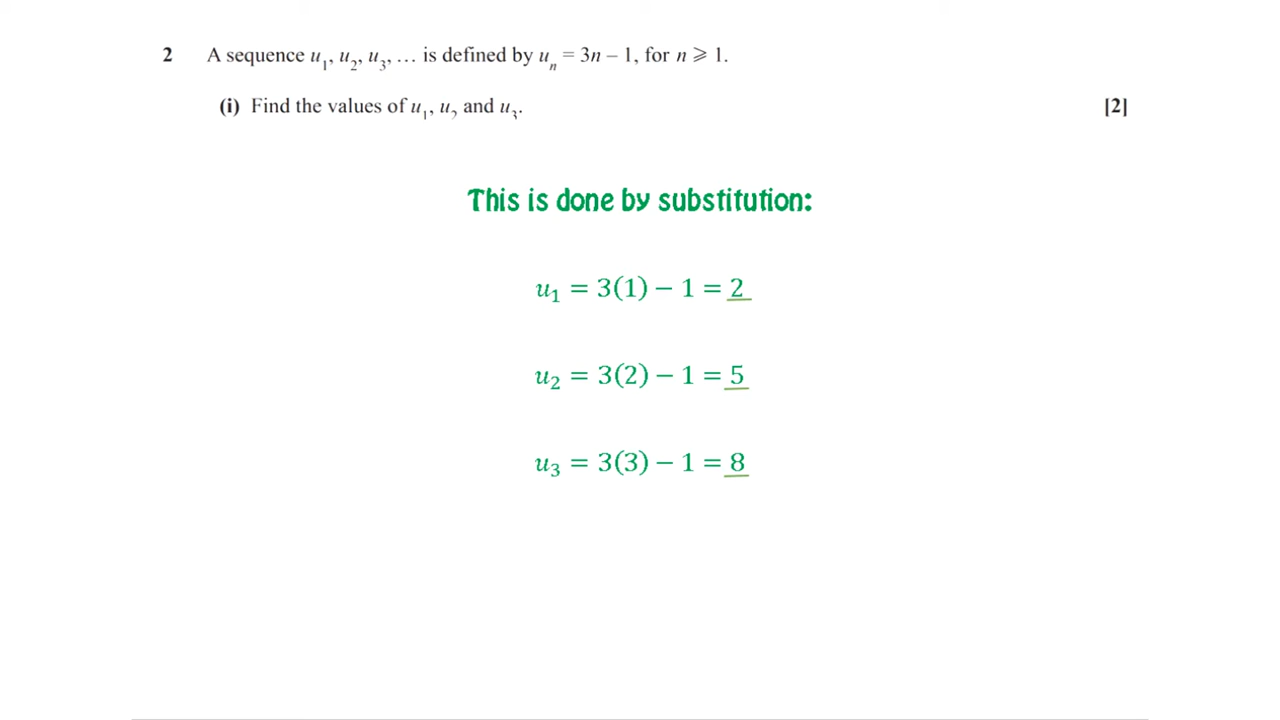 2 A sequence u₁, u₂, u₃, … is defined by uₙ = 3n – 1, for n ⩾ 1.
(i) Find the values of u₁, u₂ and u₃. [2]
This is done by substitution:
u₁ = 3(1) − 1 = 2
u₂ = 3(2) − 1 = 5
u₃ = 3(3) − 1 = 8